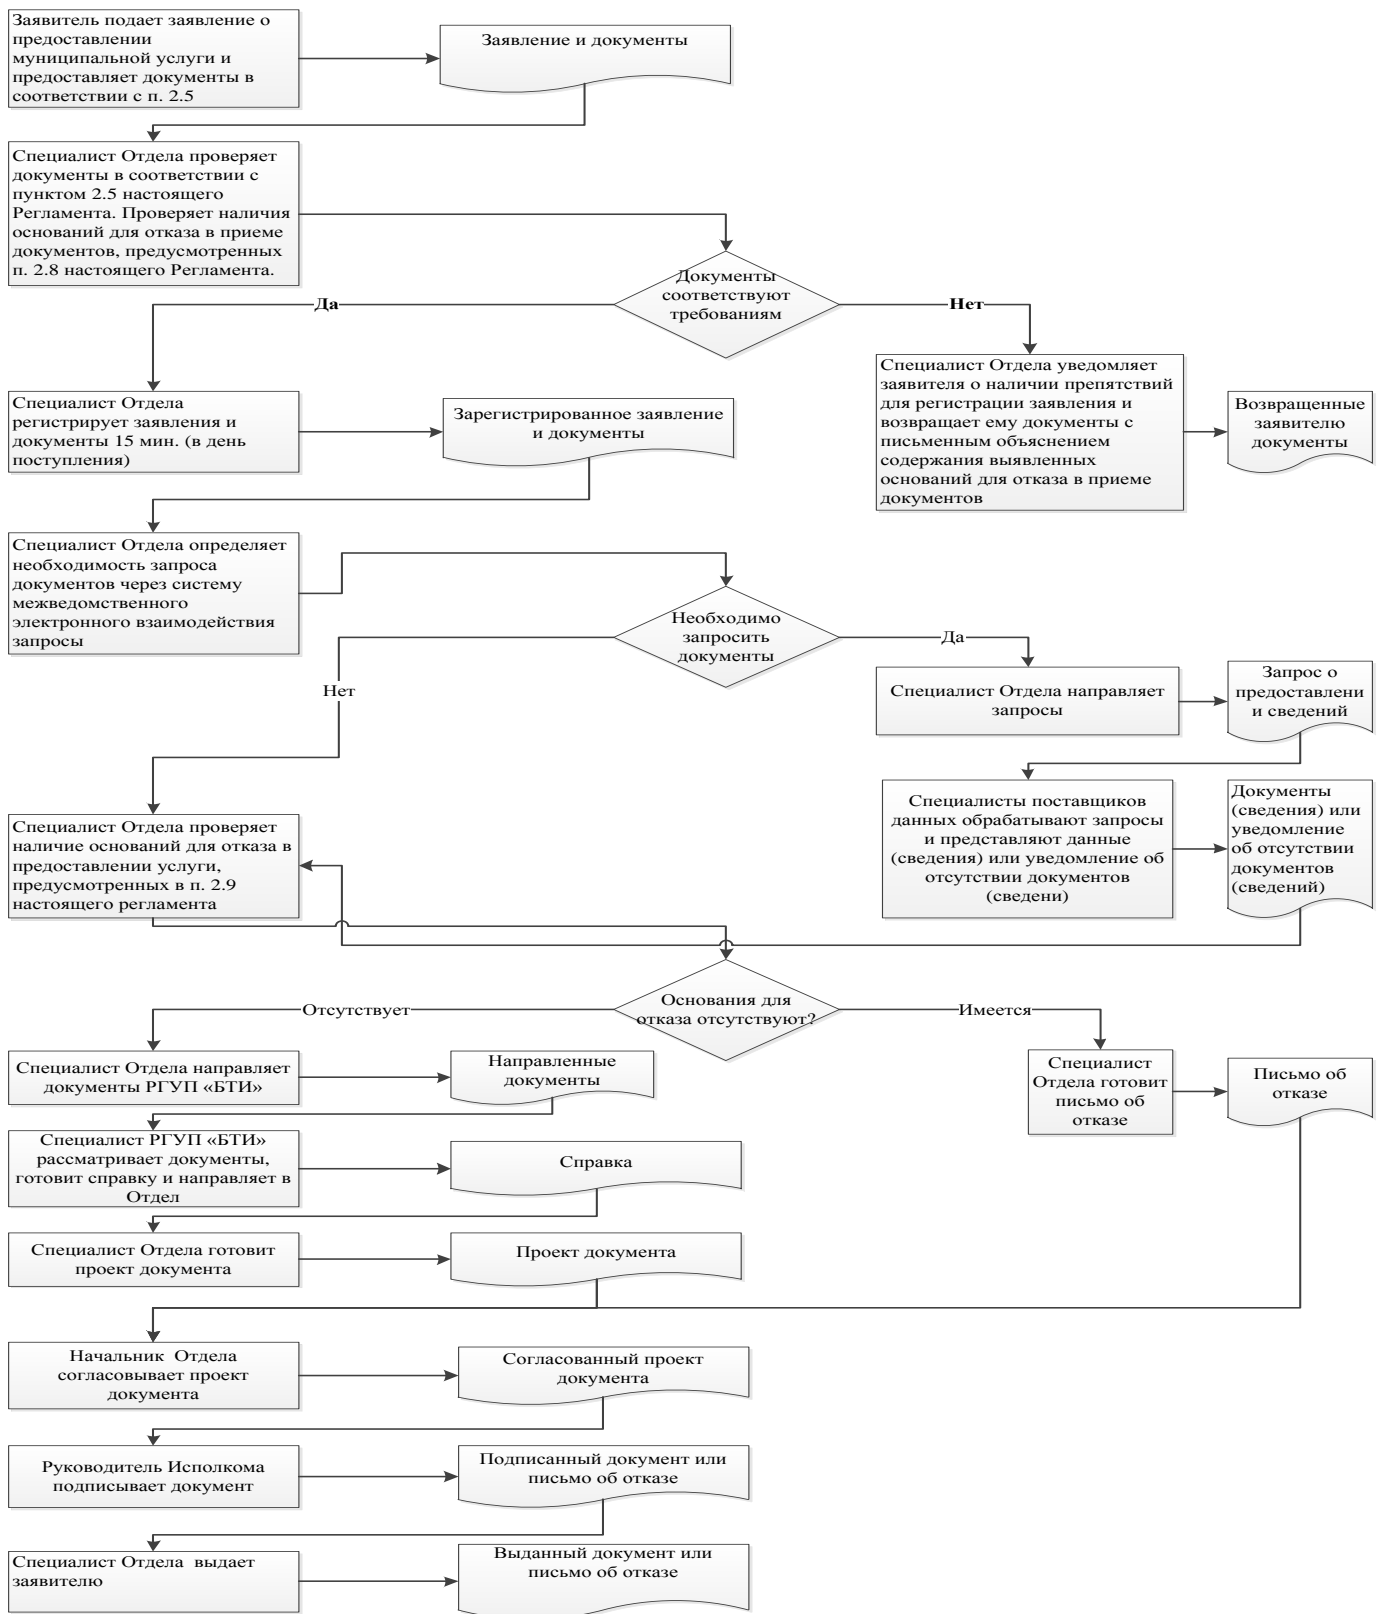 Заявитель подает заявление о
предоставлении
муниципальной услуги и
предоставляет документы в
соответствии с п. 2.5
Заявление и документы
Специалист Отдела проверяет
документы в соответствии с
пунктом 2.5 настоящего
Регламента. Проверяет наличия
оснований для отказа в приеме
документов, предусмотренных
п. 2.8 настоящего Регламента.
Документы
соответствуют
требованиям
Да
Нет
Специалист Отдела
регистрирует заявления и
документы 15 мин. (в день
поступления)
Зарегистрированное заявление
и документы
Специалист Отдела уведомляет
заявителя о наличии препятствий
для регистрации заявления и
возвращает ему документы с
письменным объяснением
содержания выявленных
оснований для отказа в приеме
документов
Возвращенные
заявителю
документы
Специалист Отдела определяет
необходимость запроса
документов через систему
межведомственного
электронного взаимодействия
запросы
Необходимо
запросить
документы
Да
Нет
Специалист Отдела направляет
запросы
Запрос о
предоставлени
и сведений
Специалисты поставщиков
данных обрабатывают запросы
и представляют данные
(сведения) или уведомление об
отсутствии документов
(сведени)
Документы
(сведения) или
уведомление
об отсутствии
документов
(сведений)
Специалист Отдела проверяет
наличие оснований для отказа в
предоставлении услуги,
предусмотренных в п. 2.9
настоящего регламента
Основания для
отказа отсутствуют?
Отсутствует
Имеется
Специалист Отдела направляет
документы РГУП «БТИ»
Направленные
документы
Специалист
Отдела готовит
письмо об
отказе
Письмо об
отказе
Специалист РГУП «БТИ»
рассматривает документы,
готовит справку и направляет в
Отдел
Справка
Специалист Отдела готовит
проект документа
Проект документа
Начальник  Отдела
согласовывает проект
документа
Согласованный проект
документа
Руководитель Исполкома
подписывает документ
Подписанный документ или
письмо об отказе
Специалист Отдела  выдает
заявителю
Выданный документ или
письмо об отказе